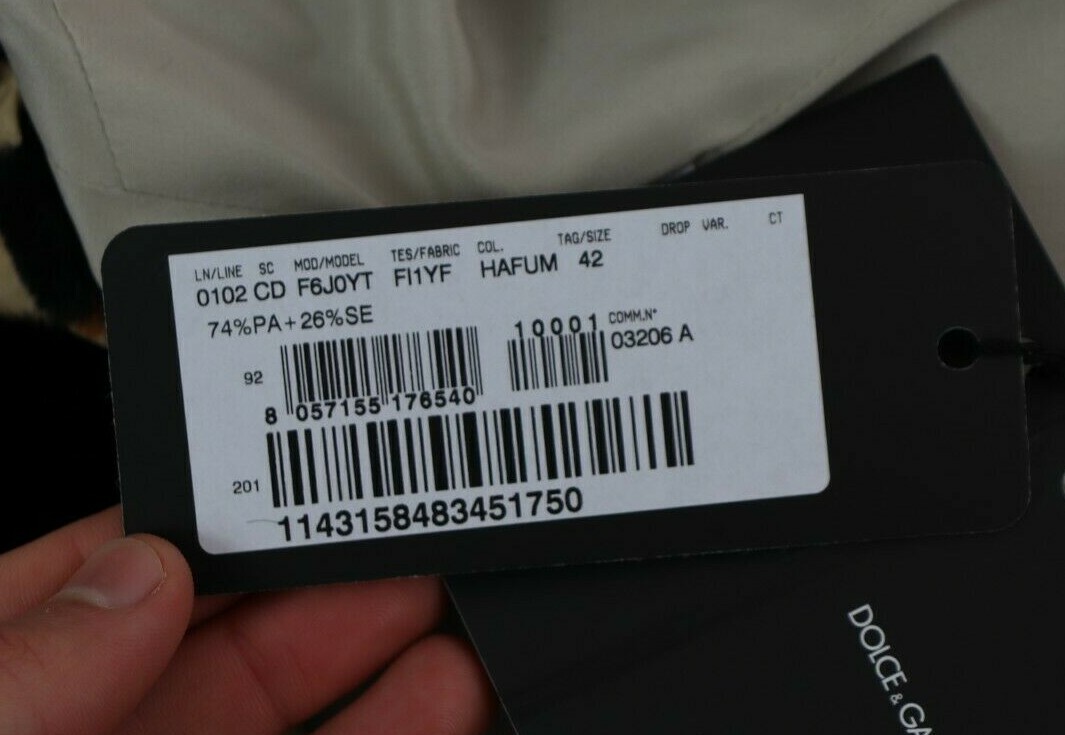 LN/LINE SC MOD/MODEL TES/FABRIC COL. TAG/SIZE DROP VAR. CT
0102 CD F6J0YT FI1YF HAFUM 42
74%PA+26%SE
10001 COMM.N°
03206 A
92
8 057155 176540
201
1143158483451750
DOLCE & GA